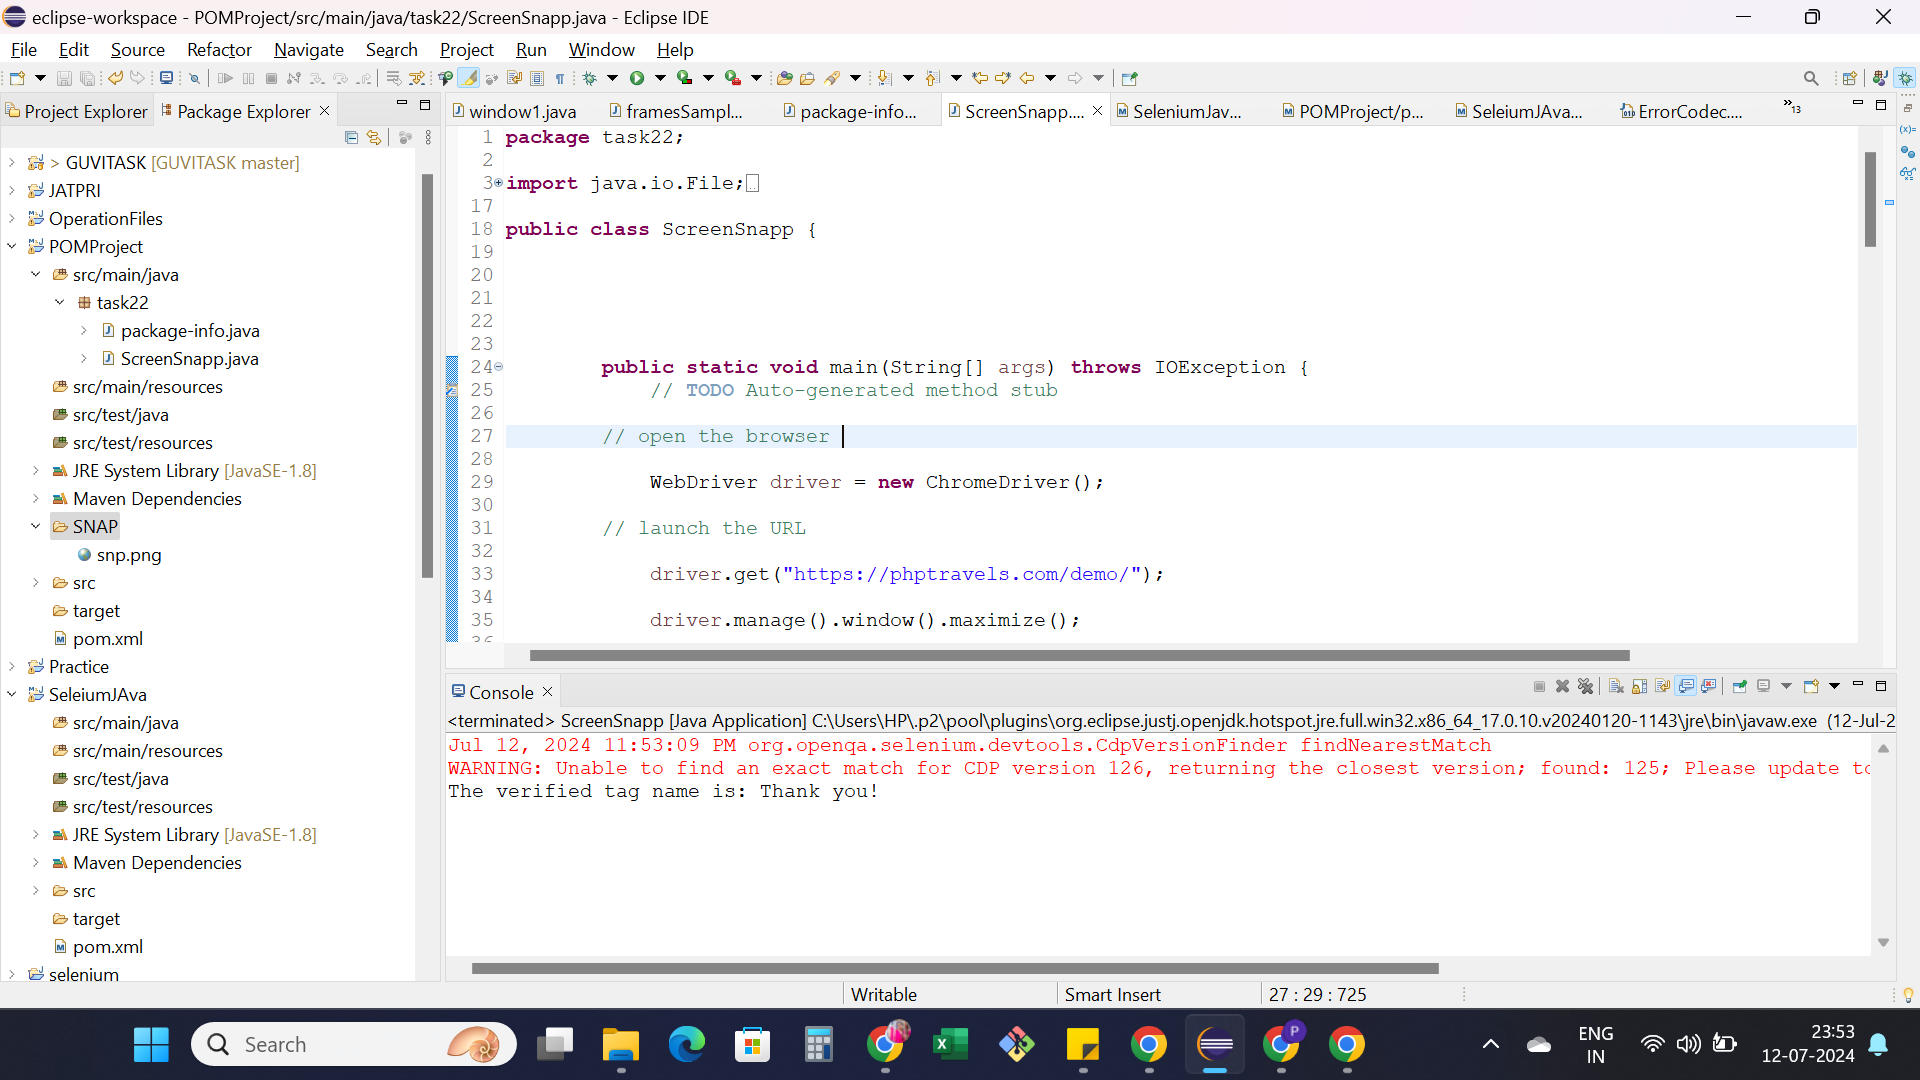 eclipse-workspace - POMProject/src/main/java/task22/ScreenSnapp.java - Eclipse IDE
File Edit Source Refactor Navigate Search Project Run Window Help
Project Explorer Package Explorer
window1.java framesSampl... package-info... ScreenSnapp.... SeleniumJav... POMProject/p... SeleiumJAva... ErrorCodec.... »13
> GUVITASK [GUVITASK master]
JATPRI
OperationFiles
POMProject
src/main/java
task22
package-info.java
ScreenSnapp.java
src/main/resources
src/test/java
src/test/resources
JRE System Library [JavaSE-1.8]
Maven Dependencies
SNAP
snp.png
src
target
pom.xml
Practice
SeleiumJAva
src/main/java
src/main/resources
src/test/java
src/test/resources
JRE System Library [JavaSE-1.8]
Maven Dependencies
src
target
pom.xml
selenium
1 package task22;
2
3 import java.io.File;
17
18 public class ScreenSnapp {
19
20
21
22
23
24 public static void main(String[] args) throws IOException {
25 // TODO Auto-generated method stub
26
27 // open the browser
28
29 WebDriver driver = new ChromeDriver();
30
31 // launch the URL
32
33 driver.get("https://phptravels.com/demo/");
34
35 driver.manage().window().maximize();
36
Console
<terminated> ScreenSnapp [Java Application] C:\Users\HP\.p2\pool\plugins\org.eclipse.justj.openjdk.hotspot.jre.full.win32.x86_64_17.0.10.v20240120-1143\jre\bin\javaw.exe (12-Jul-2
Jul 12, 2024 11:53:09 PM org.openqa.selenium.devtools.CdpVersionFinder findNearestMatch
WARNING: Unable to find an exact match for CDP version 126, returning the closest version; found: 125; Please update to
The verified tag name is: Thank you!
Writable Smart Insert 27 : 29 : 725
Search
P
ENG
IN
23:53
12-07-2024